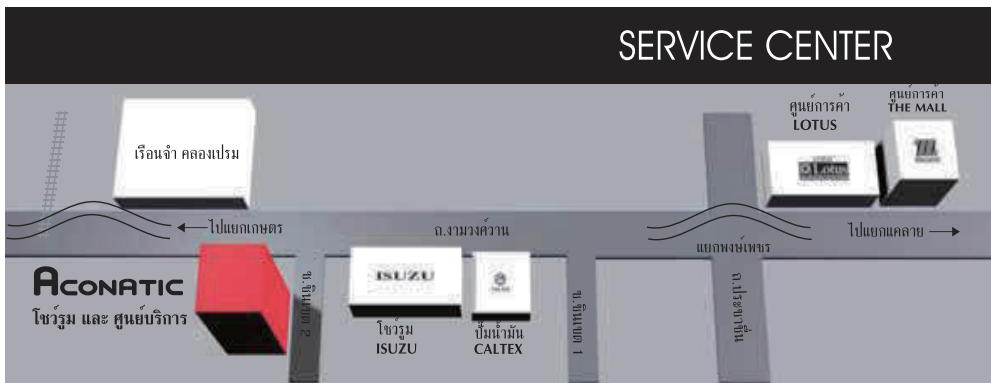 SERVICE CENTER
ศูนย์การค้า
THE MALL
ศูนย์การค้า
LOTUS
LOTUS
เรือนจำ คลองเปรม
ไปแยกเกษตร
ถ.งามวงศ์วาน
แยกพงษ์เพชร
ไปแยกแคลาย
ACONATIC
โชว์รูม และ ศูนย์บริการ
ซ.ชินเขต 2
ISUZU
โชว์รูม
ISUZU
ปั๊มน้ำมัน
CALTEX
ซ.ชินเขต 1
ถ.ประชาชื่น